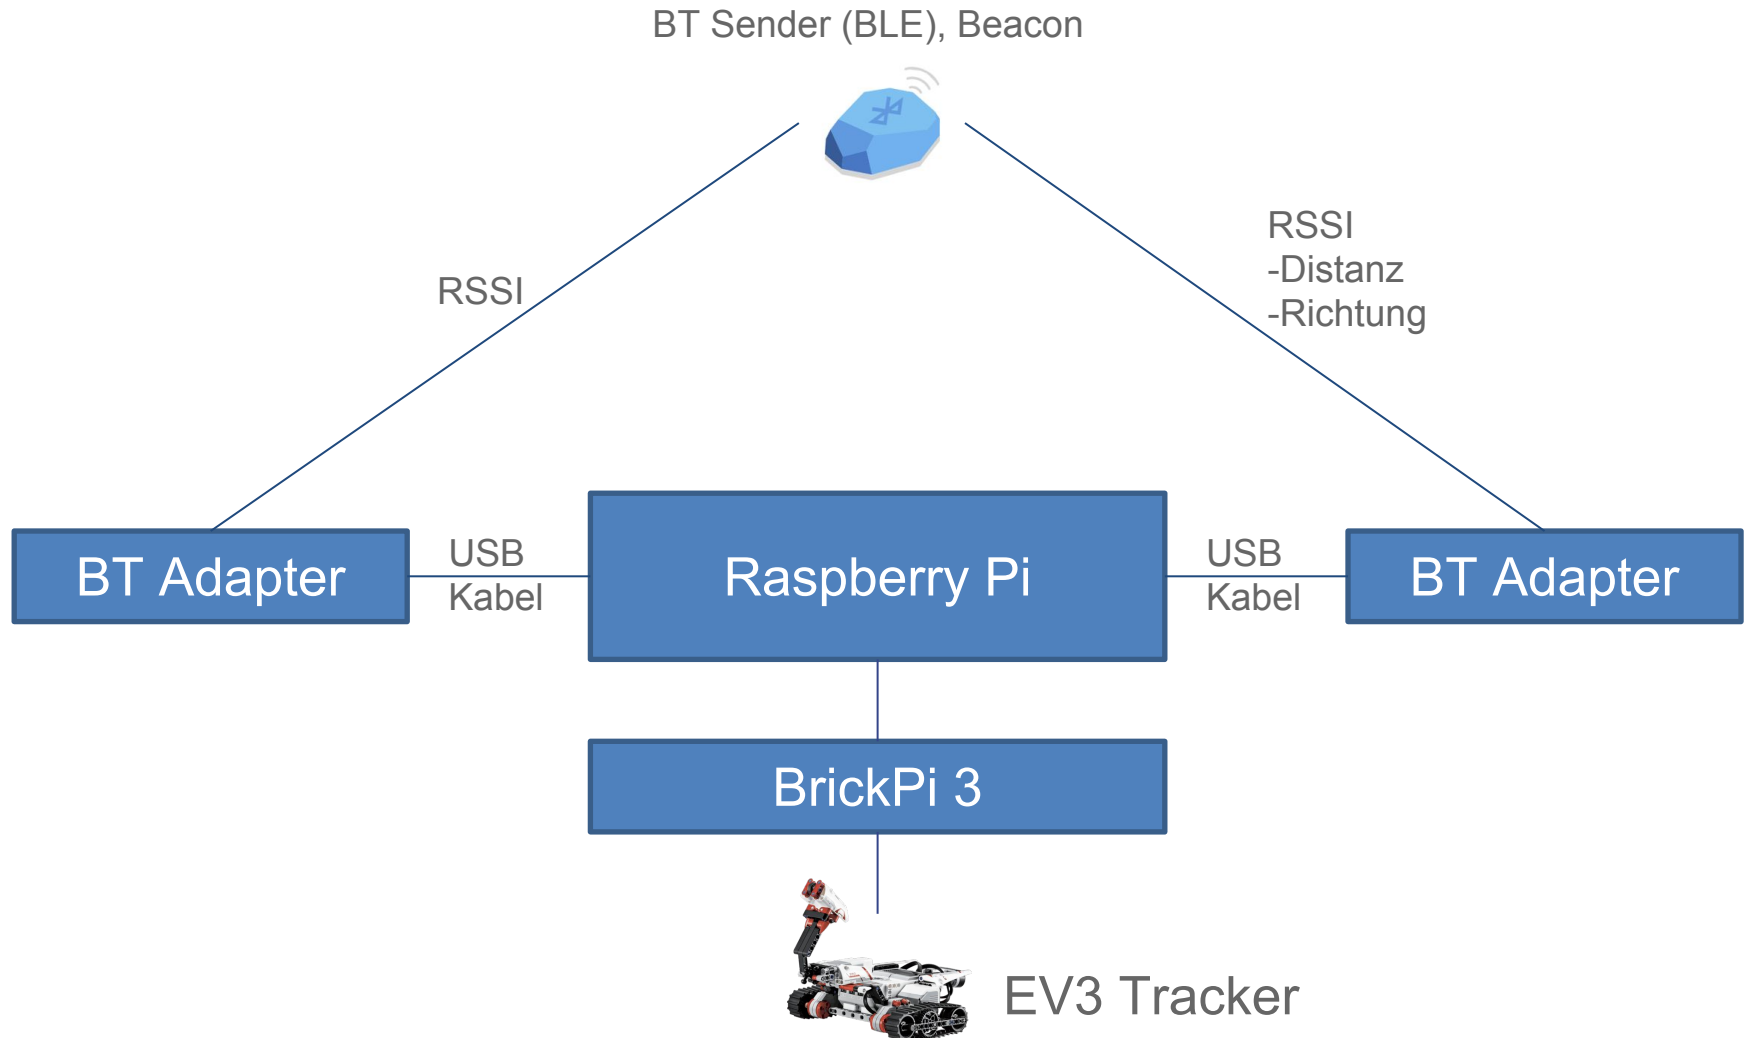 BT Sender (BLE), Beacon
RSSI
-Distanz
-Richtung
RSSI
BT Adapter
USB
Kabel
Raspberry Pi
USB
Kabel
BT Adapter
BrickPi 3
EV3 Tracker